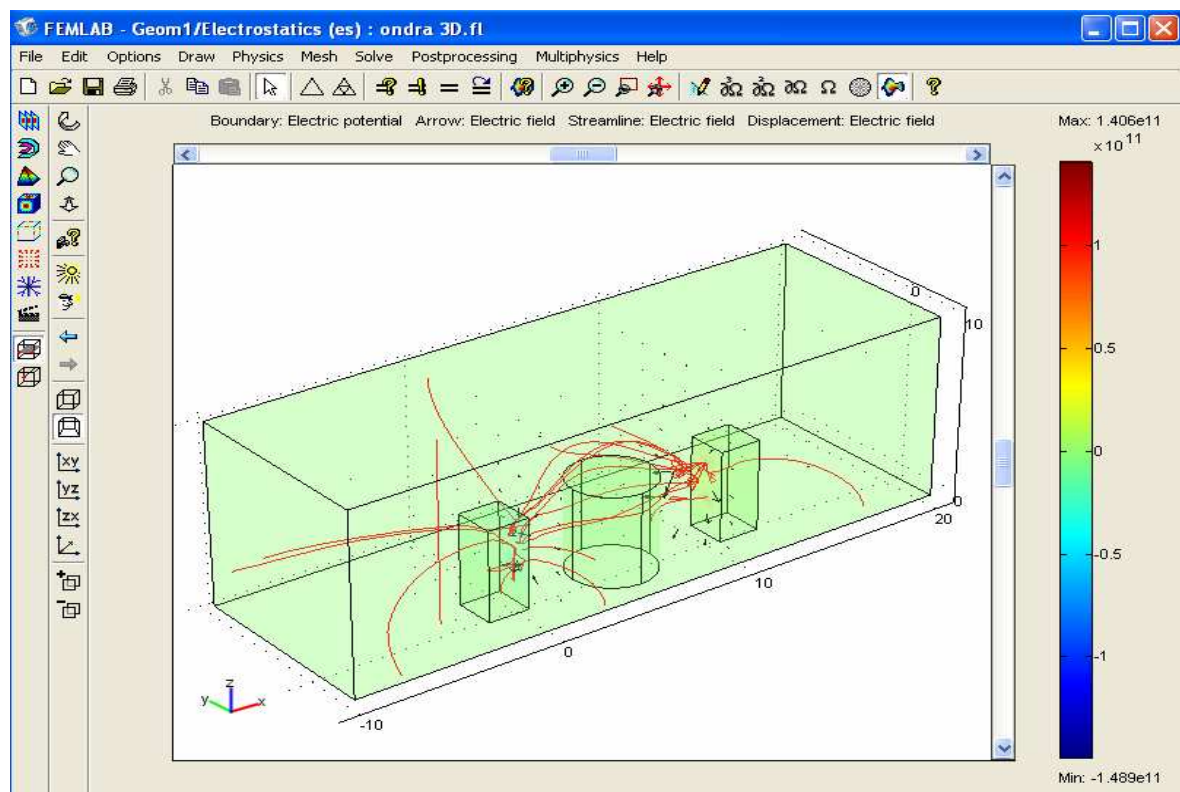 FEMLAB - Geom1/Electrostatics (es) : ondra 3D.fl
File Edit Options Draw Physics Mesh Solve Postprocessing Multiphysics Help
∂Ω ∂Ω ∂Ω Ω
Boundary: Electric potential Arrow: Electric field Streamline: Electric field Displacement: Electric field
Max: 1.406e11
×10^11
1
0.5
0
-0.5
-1
Min: -1.489e11
0
10
0
20
10
0
-10
z
y
x
xy
yz
zx